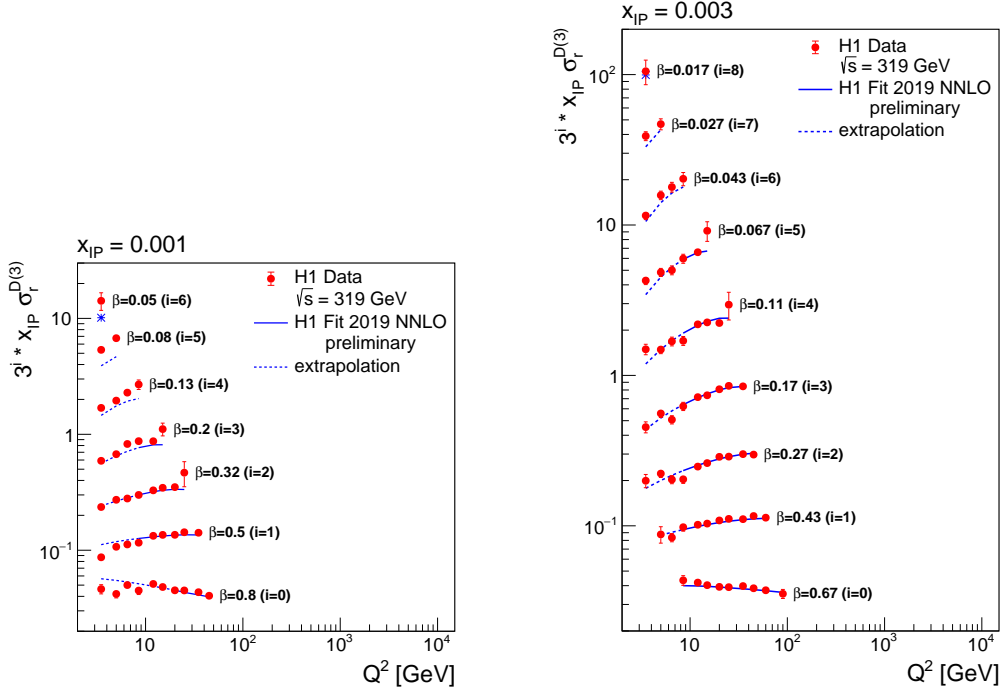 x_IP = 0.001
3^i * x_IP σ_r^D(3)
H1 Data
√s = 319 GeV
H1 Fit 2019 NNLO
preliminary
extrapolation
β=0.05 (i=6)
β=0.08 (i=5)
β=0.13 (i=4)
β=0.2 (i=3)
β=0.32 (i=2)
β=0.5 (i=1)
β=0.8 (i=0)
10
1
10^−1
10 10^2 10^3 10^4
Q^2 [GeV]
x_IP = 0.003
3^i * x_IP σ_r^D(3)
H1 Data
√s = 319 GeV
H1 Fit 2019 NNLO
preliminary
extrapolation
β=0.017 (i=8)
β=0.027 (i=7)
β=0.043 (i=6)
β=0.067 (i=5)
β=0.11 (i=4)
β=0.17 (i=3)
β=0.27 (i=2)
β=0.43 (i=1)
β=0.67 (i=0)
10^2
10
1
10^−1
10 10^2 10^3 10^4
Q^2 [GeV]